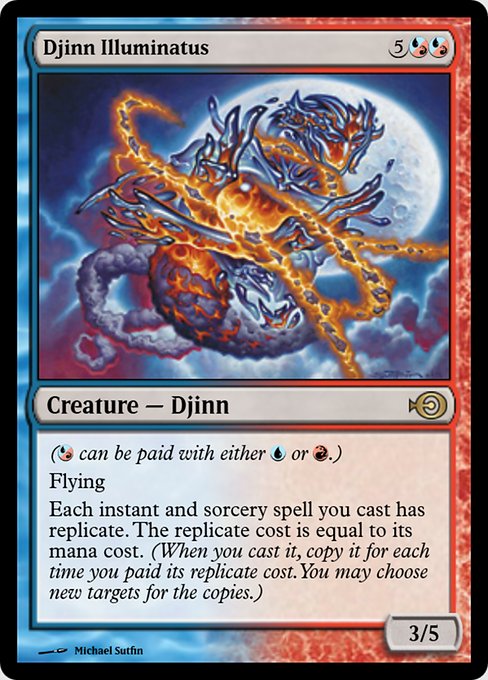 Djinn Illuminatus 5
Creature — Djinn
( can be paid with either or .)
Flying
Each instant and sorcery spell you cast has
replicate. The replicate cost is equal to its
mana cost. (When you cast it, copy it for each
time you paid its replicate cost. You may choose
new targets for the copies.)
3/5
Michael Sutfin